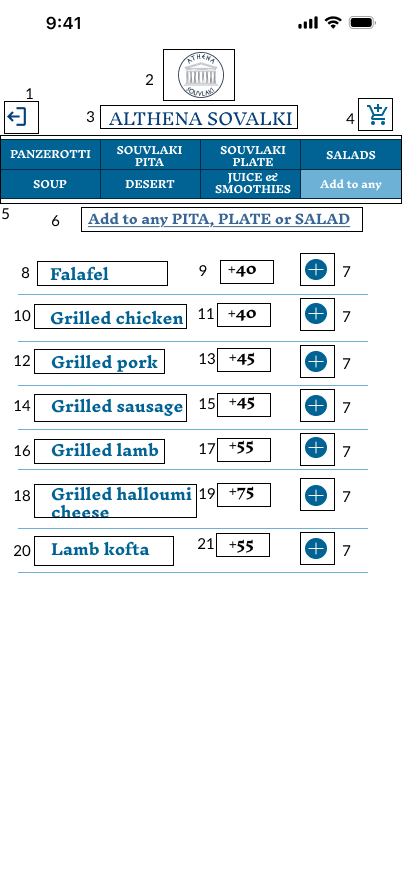 9:41
1
2
ATHENA
SOUVLAKI
3
ALTHENA SOVALKI
4
PANZEROTTI
SOUVLAKI
PITA
SOUVLAKI
PLATE
SALADS
SOUP
DESERT
JUICE &
SMOOTHIES
Add to any
5
6
Add to any PITA, PLATE or SALAD
8 Falafel 9 +40 7
10 Grilled chicken 11 +40 7
12 Grilled pork 13 +45 7
14 Grilled sausage 15 +45 7
16 Grilled lamb 17 +55 7
18 Grilled halloumi 19 +75 7
cheese
20 Lamb kofta 21 +55 7